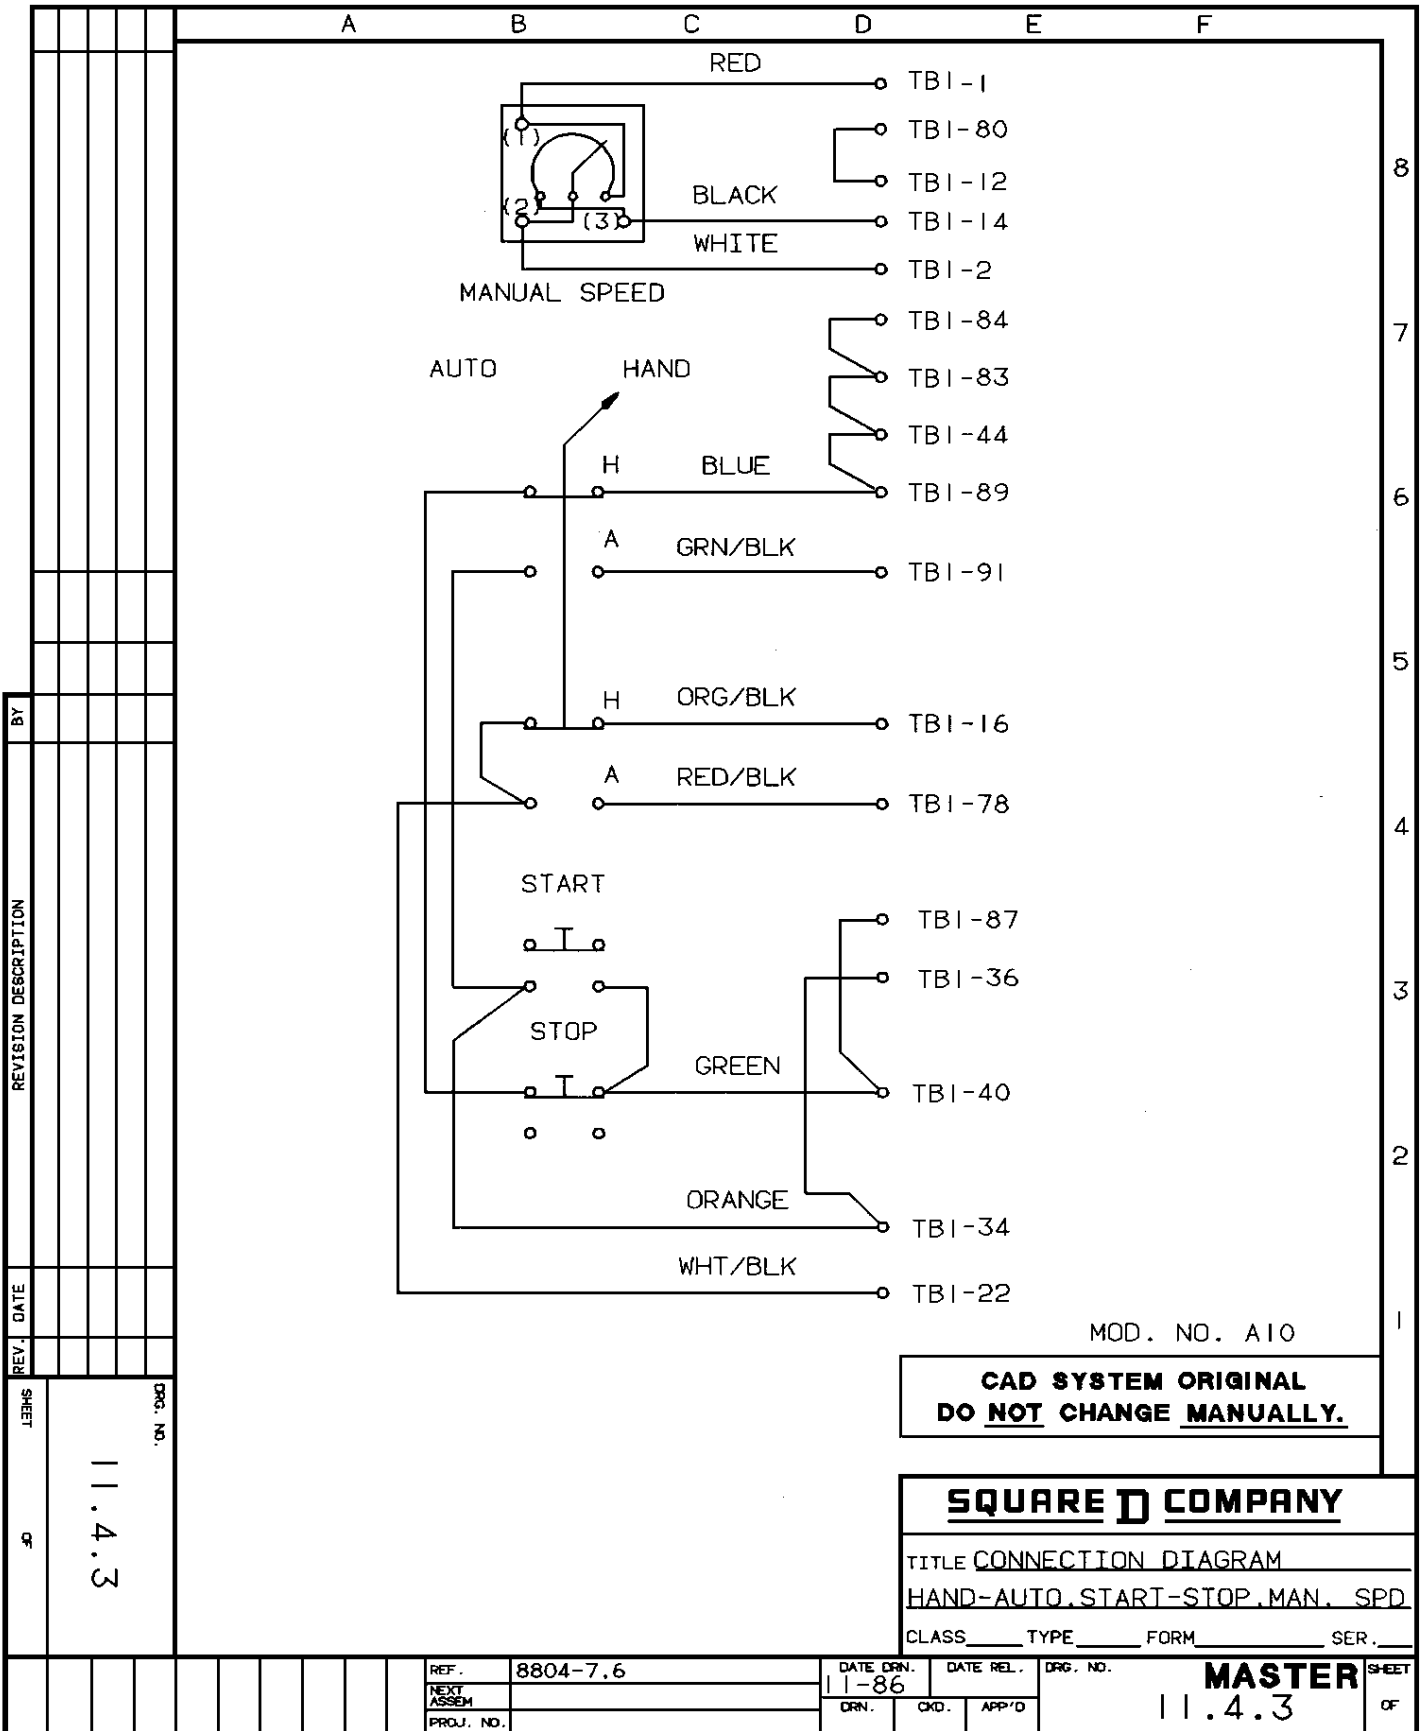 A B C D E F
RED
TB1-1
(1)
TB1-80
8
TB1-12
BLACK
(2)
(3)
TB1-14
WHITE
TB1-2
MANUAL SPEED
TB1-84
7
AUTO HAND
TB1-83
TB1-44
H BLUE
TB1-89
6
A GRN/BLK
TB1-91
5
H ORG/BLK
TB1-16
A RED/BLK
TB1-78
4
START
TB1-87
TB1-36
3
STOP
GREEN
TB1-40
2
ORANGE
TB1-34
WHT/BLK
TB1-22
1
MOD. NO. A10
CAD SYSTEM ORIGINAL
DO NOT CHANGE MANUALLY.
SQUARE D COMPANY
TITLE CONNECTION DIAGRAM
HAND-AUTO,START-STOP,MAN. SPD
CLASS TYPE FORM SER.
REF. 8804-7.6
NEXT ASSEM
PROJ. NO.
DATE DRN. 11-86
DATE REL.
DRN. CKD. APP'D
DRG. NO. MASTER
11.4.3
SHEET
OF
BY
REVISION DESCRIPTION
DATE
REV.
SHEET OF
DRG. NO.
11.4.3